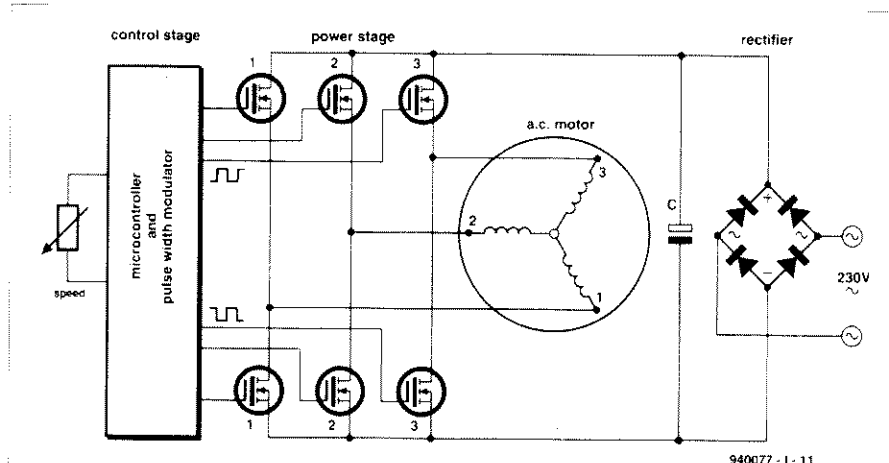 control stage
power stage
rectifier
1
2
3
a.c. motor
microcontroller
and
pulse width modulator
speed
3
2
1
C
+
~
~
−
230V
~
~
~
1
2
3
940077 - I - 11